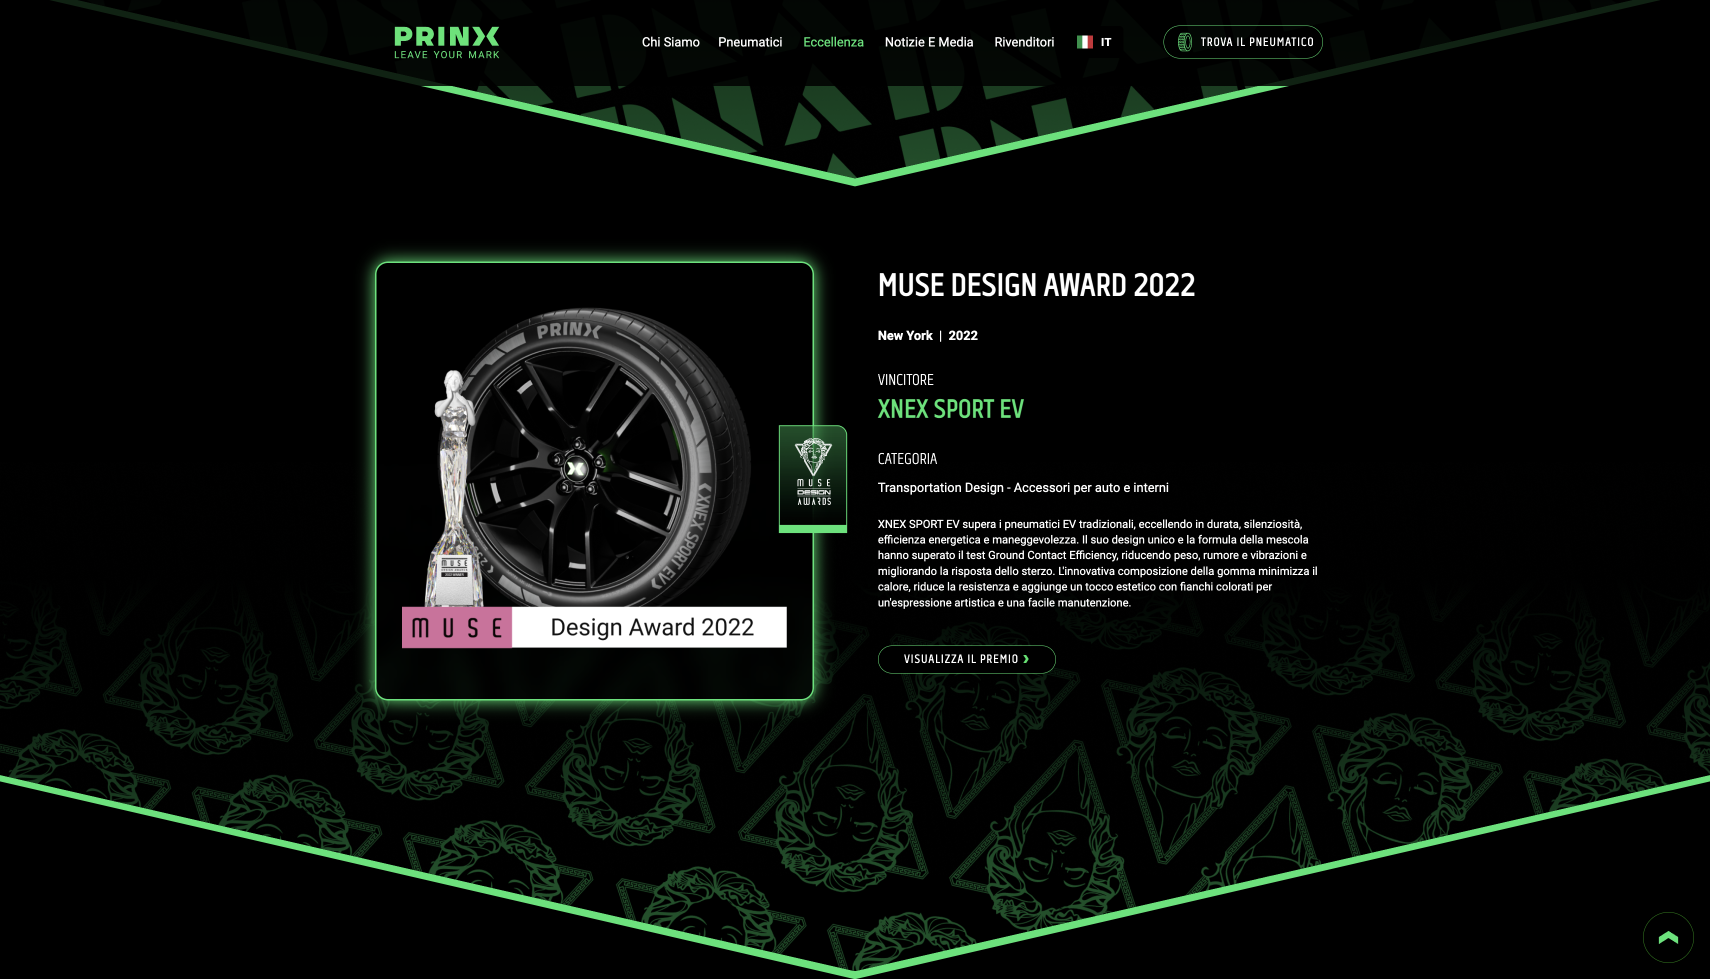 PRINX
LEAVE YOUR MARK
Chi Siamo
Pneumatici
Eccellenza
Notizie E Media
Rivenditori
IT
TROVA IL PNEUMATICO
PRINX
XNEX SPORT EV
MUSE
DESIGN
AWARDS
MUSE
MUSE Design Award 2022
MUSE DESIGN AWARD 2022
New York | 2022
VINCITORE
XNEX SPORT EV
CATEGORIA
Transportation Design - Accessori per auto e interni
XNEX SPORT EV supera i pneumatici EV tradizionali, eccellendo in durata, silenziosità,
efficienza energetica e maneggevolezza. Il suo design unico e la formula della mescola
hanno superato il test Ground Contact Efficiency, riducendo peso, rumore e vibrazioni e
migliorando la risposta dello sterzo. L'innovativa composizione della gomma minimizza il
calore, riduce la resistenza e aggiunge un tocco estetico con fianchi colorati per
un'espressione artistica e una facile manutenzione.
VISUALIZZA IL PREMIO